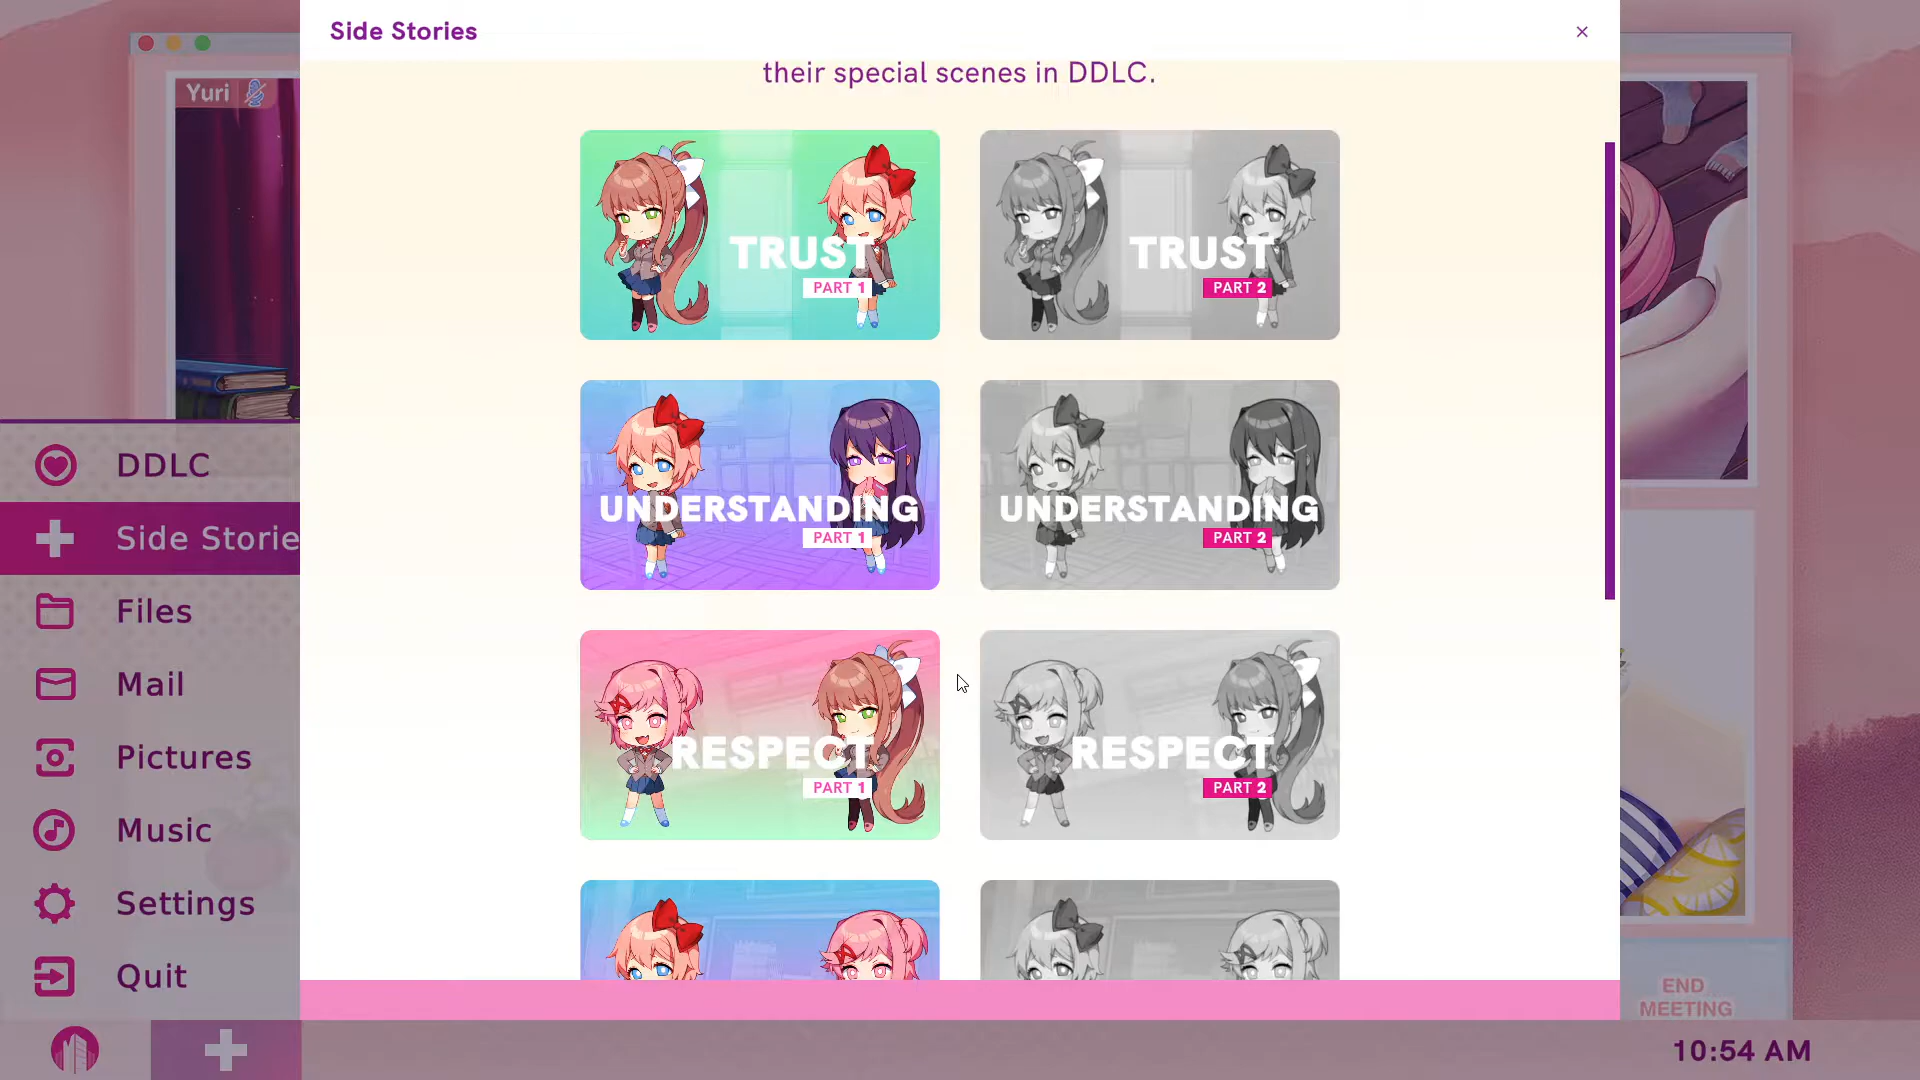 Side Stories
×
their special scenes in DDLC.
Yuri
TRUST
PART 1
TRUST
PART 2
UNDERSTANDING
PART 1
UNDERSTANDING
PART 2
RESPECT
PART 1
RESPECT
PART 2
DDLC
Side Storie
Files
Mail
Pictures
Music
Settings
Quit
END
MEETING
10:54 AM